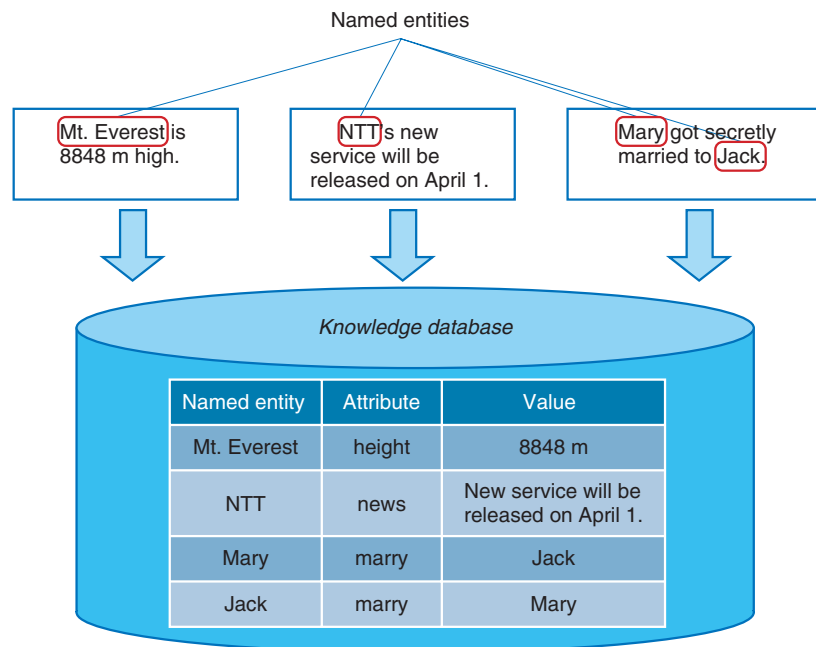 Named entities
Mt. Everest is
8848 m high.
NTT's new
service will be
released on April 1.
Mary got secretly
married to Jack.
Knowledge database
Named entity Attribute Value
Mt. Everest height 8848 m
NTT news New service will be
released on April 1.
Mary marry Jack
Jack marry Mary